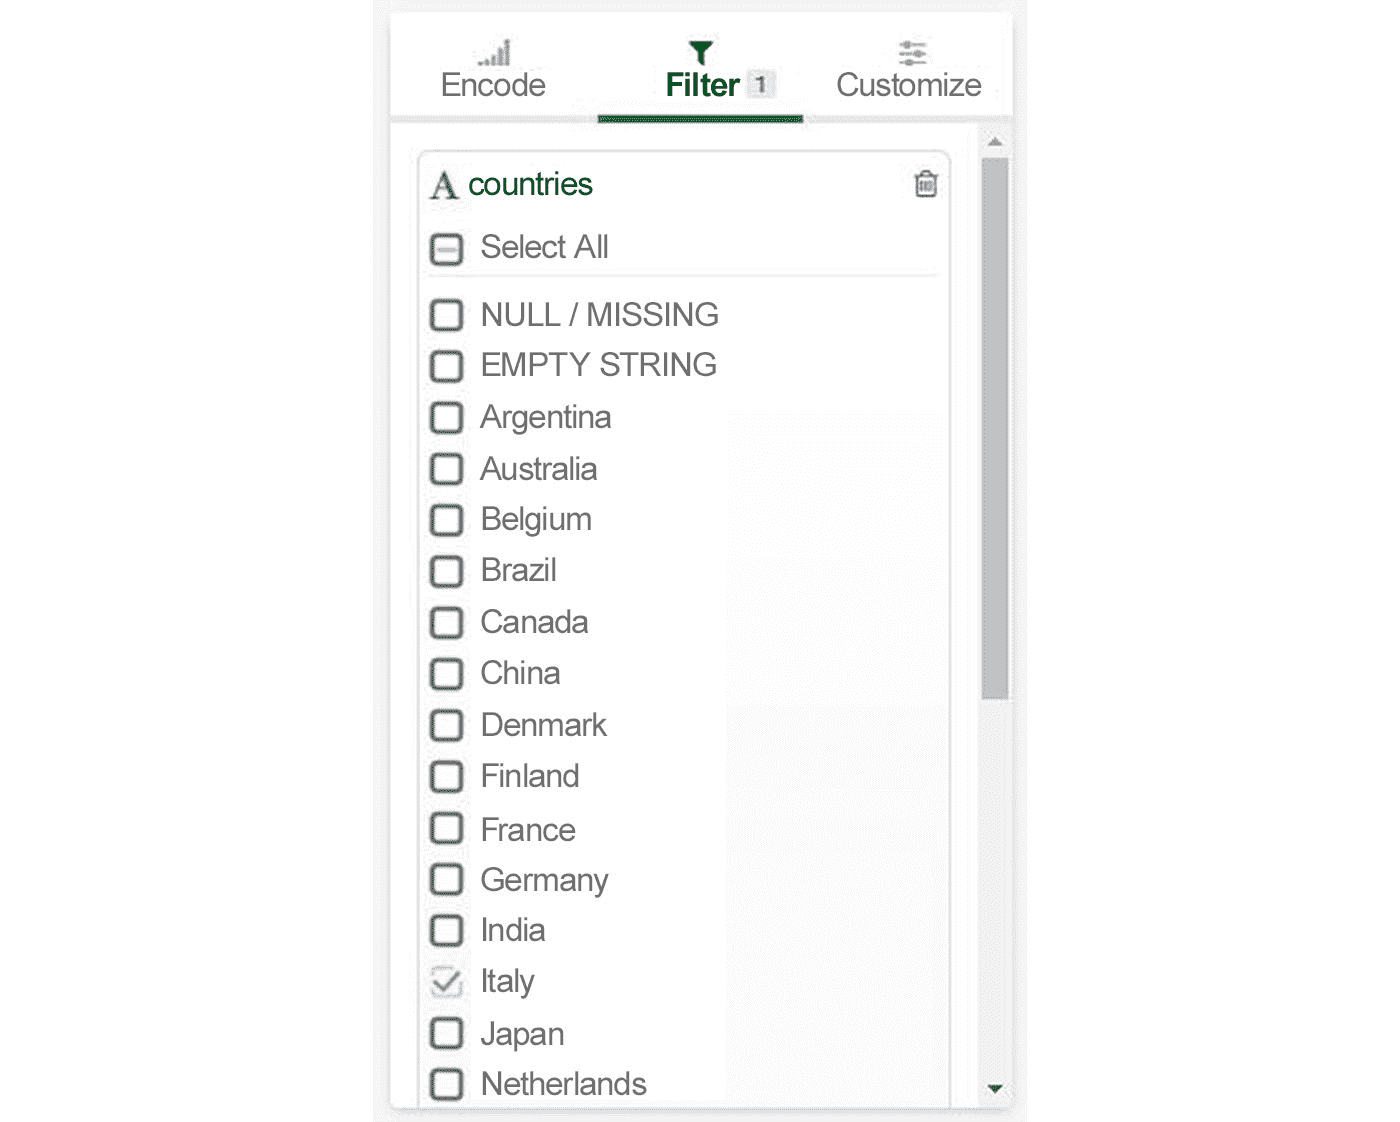 Encode Filter 1 Customize
A countries
Select All
NULL / MISSING
EMPTY STRING
Argentina
Australia
Belgium
Brazil
Canada
China
Denmark
Finland
France
Germany
India
Italy
Japan
Netherlands